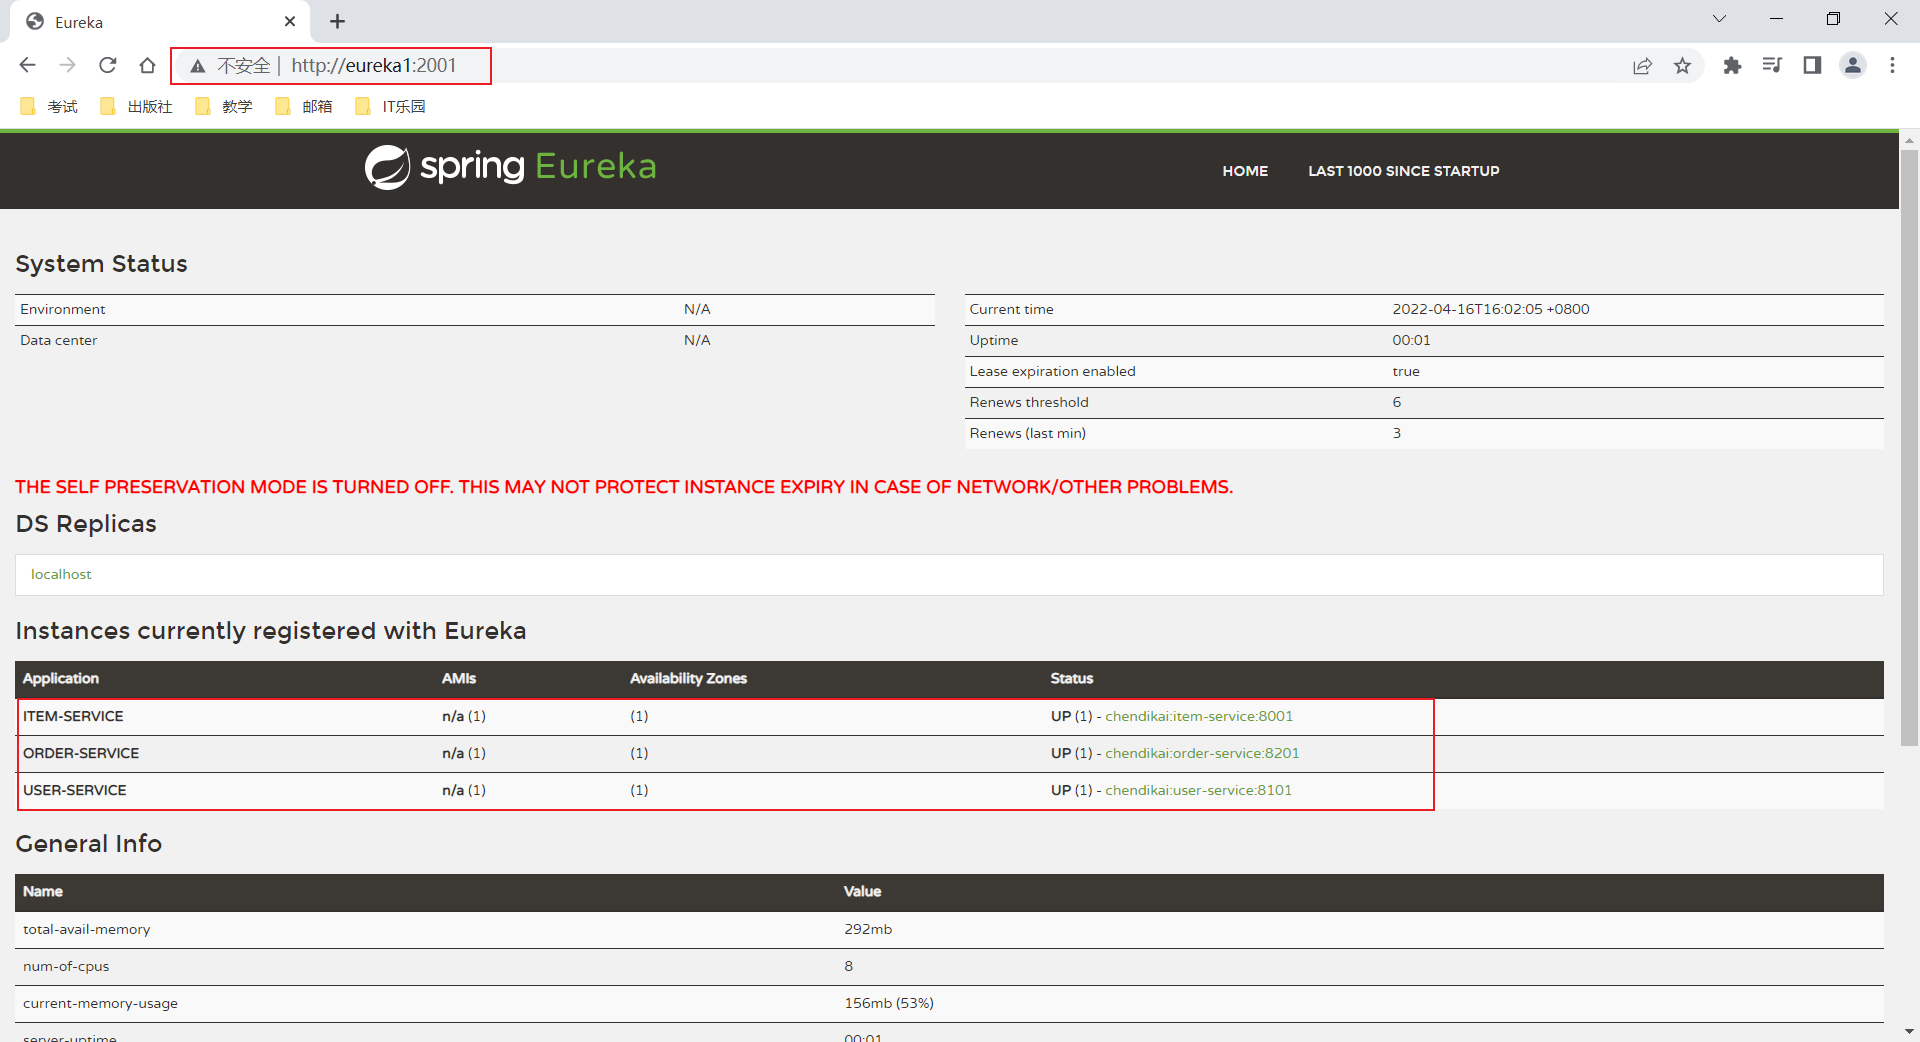 Eureka
不安全 | http://eureka1:2001
考试 出版社 教学 邮箱 IT乐园
spring Eureka HOME LAST 1000 SINCE STARTUP
System Status
Environment N/A
Data center N/A
Current time 2022-04-16T16:02:05 +0800
Uptime 00:01
Lease expiration enabled true
Renews threshold 6
Renews (last min) 3
THE SELF PRESERVATION MODE IS TURNED OFF. THIS MAY NOT PROTECT INSTANCE EXPIRY IN CASE OF NETWORK/OTHER PROBLEMS.
DS Replicas
localhost
Instances currently registered with Eureka
Application AMIs Availability Zones Status
ITEM-SERVICE n/a (1) (1) UP (1) - chendikai:item-service:8001
ORDER-SERVICE n/a (1) (1) UP (1) - chendikai:order-service:8201
USER-SERVICE n/a (1) (1) UP (1) - chendikai:user-service:8101
General Info
Name Value
total-avail-memory 292mb
num-of-cpus 8
current-memory-usage 156mb (53%)
server-uptime 00:01